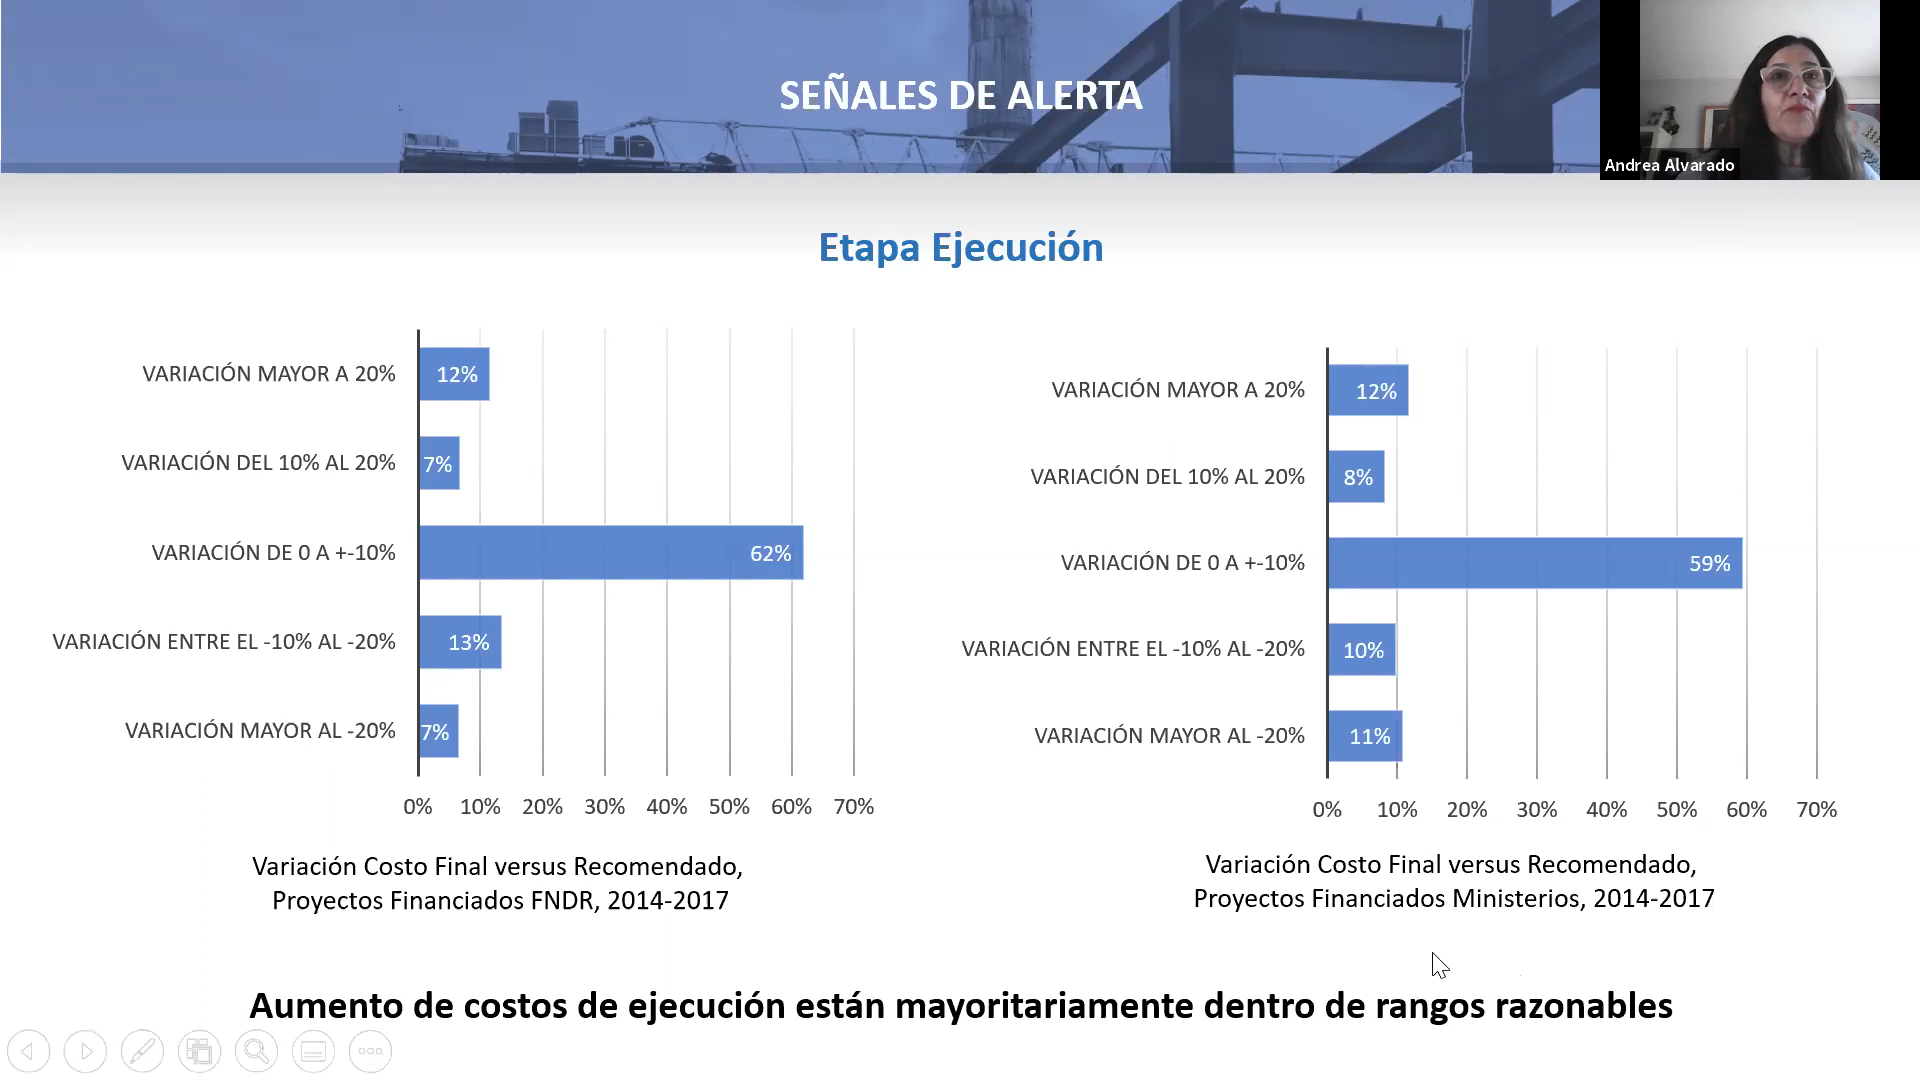 SEÑALES DE ALERTA
Andrea Alvarado
Etapa Ejecución
VARIACIÓN MAYOR A 20%
12%
VARIACIÓN DEL 10% AL 20%
7%
VARIACIÓN DE 0 A +-10%
62%
VARIACIÓN ENTRE EL -10% AL -20%
13%
VARIACIÓN MAYOR AL -20%
7%
0% 10% 20% 30% 40% 50% 60% 70%
Variación Costo Final versus Recomendado,
Proyectos Financiados FNDR, 2014-2017
VARIACIÓN MAYOR A 20%
12%
VARIACIÓN DEL 10% AL 20%
8%
VARIACIÓN DE 0 A +-10%
59%
VARIACIÓN ENTRE EL -10% AL -20%
10%
VARIACIÓN MAYOR AL -20%
11%
0% 10% 20% 30% 40% 50% 60% 70%
Variación Costo Final versus Recomendado,
Proyectos Financiados Ministerios, 2014-2017
Aumento de costos de ejecución están mayoritariamente dentro de rangos razonables